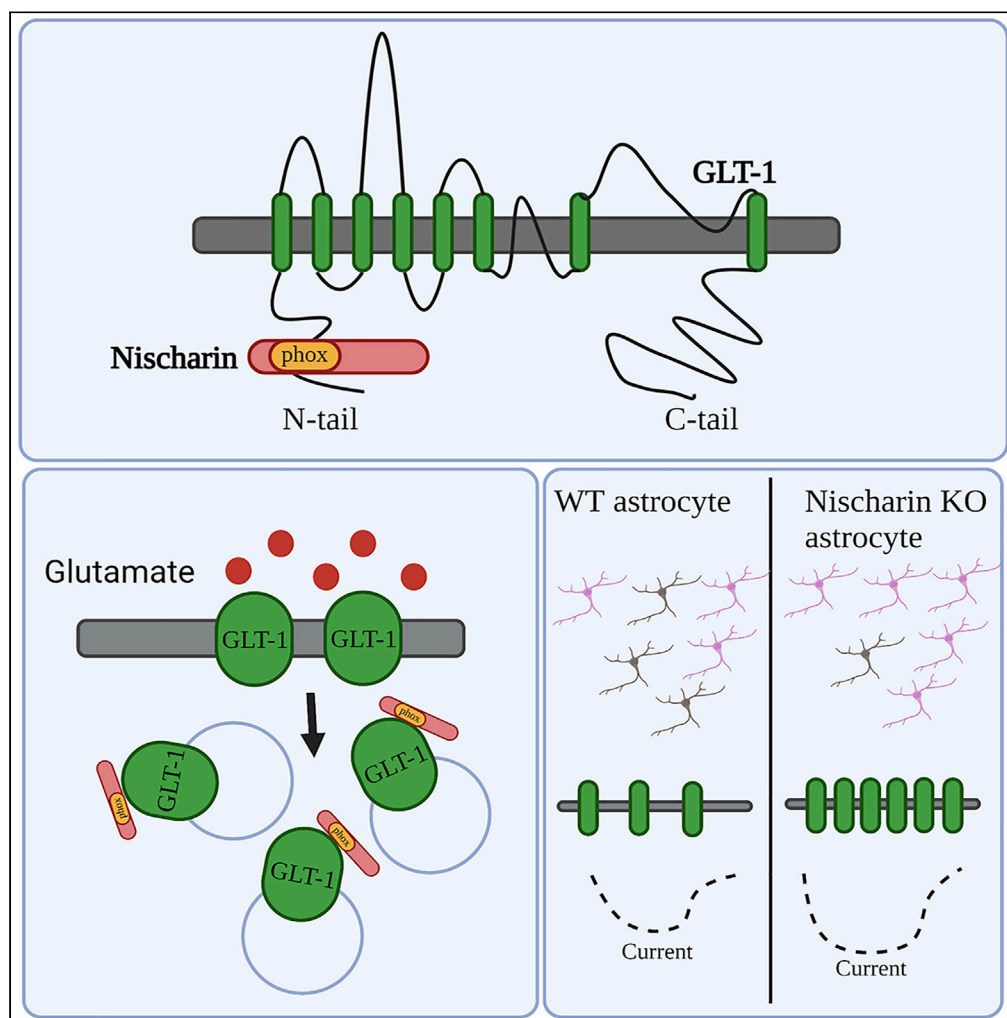 GLT-1
Nischarin
phox
N-tail
C-tail
Glutamate
GLT-1
GLT-1
phox
GLT-1
GLT-1
phox
phox
GLT-1
WT astrocyte
Nischarin KO
astrocyte
Current
Current